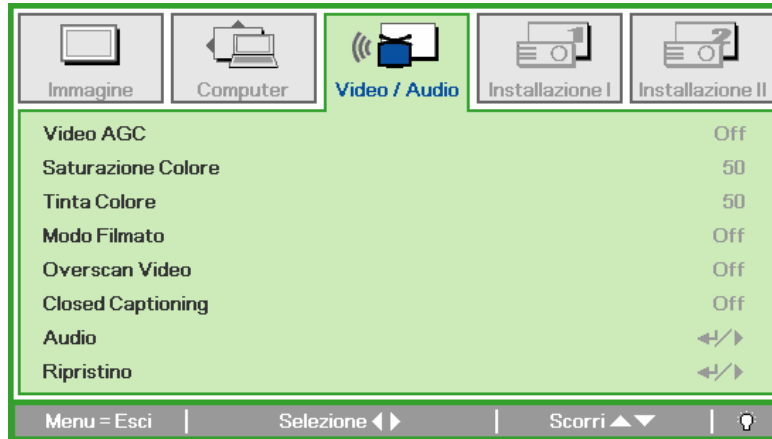 Immagine
Computer
Video / Audio
Installazione I
Installazione II
Video AGC Off
Saturazione Colore 50
Tinta Colore 50
Modo Filmato Off
Overscan Video Off
Closed Captioning Off
Audio
Ripristino
Menu = Esci Selezione Scorri